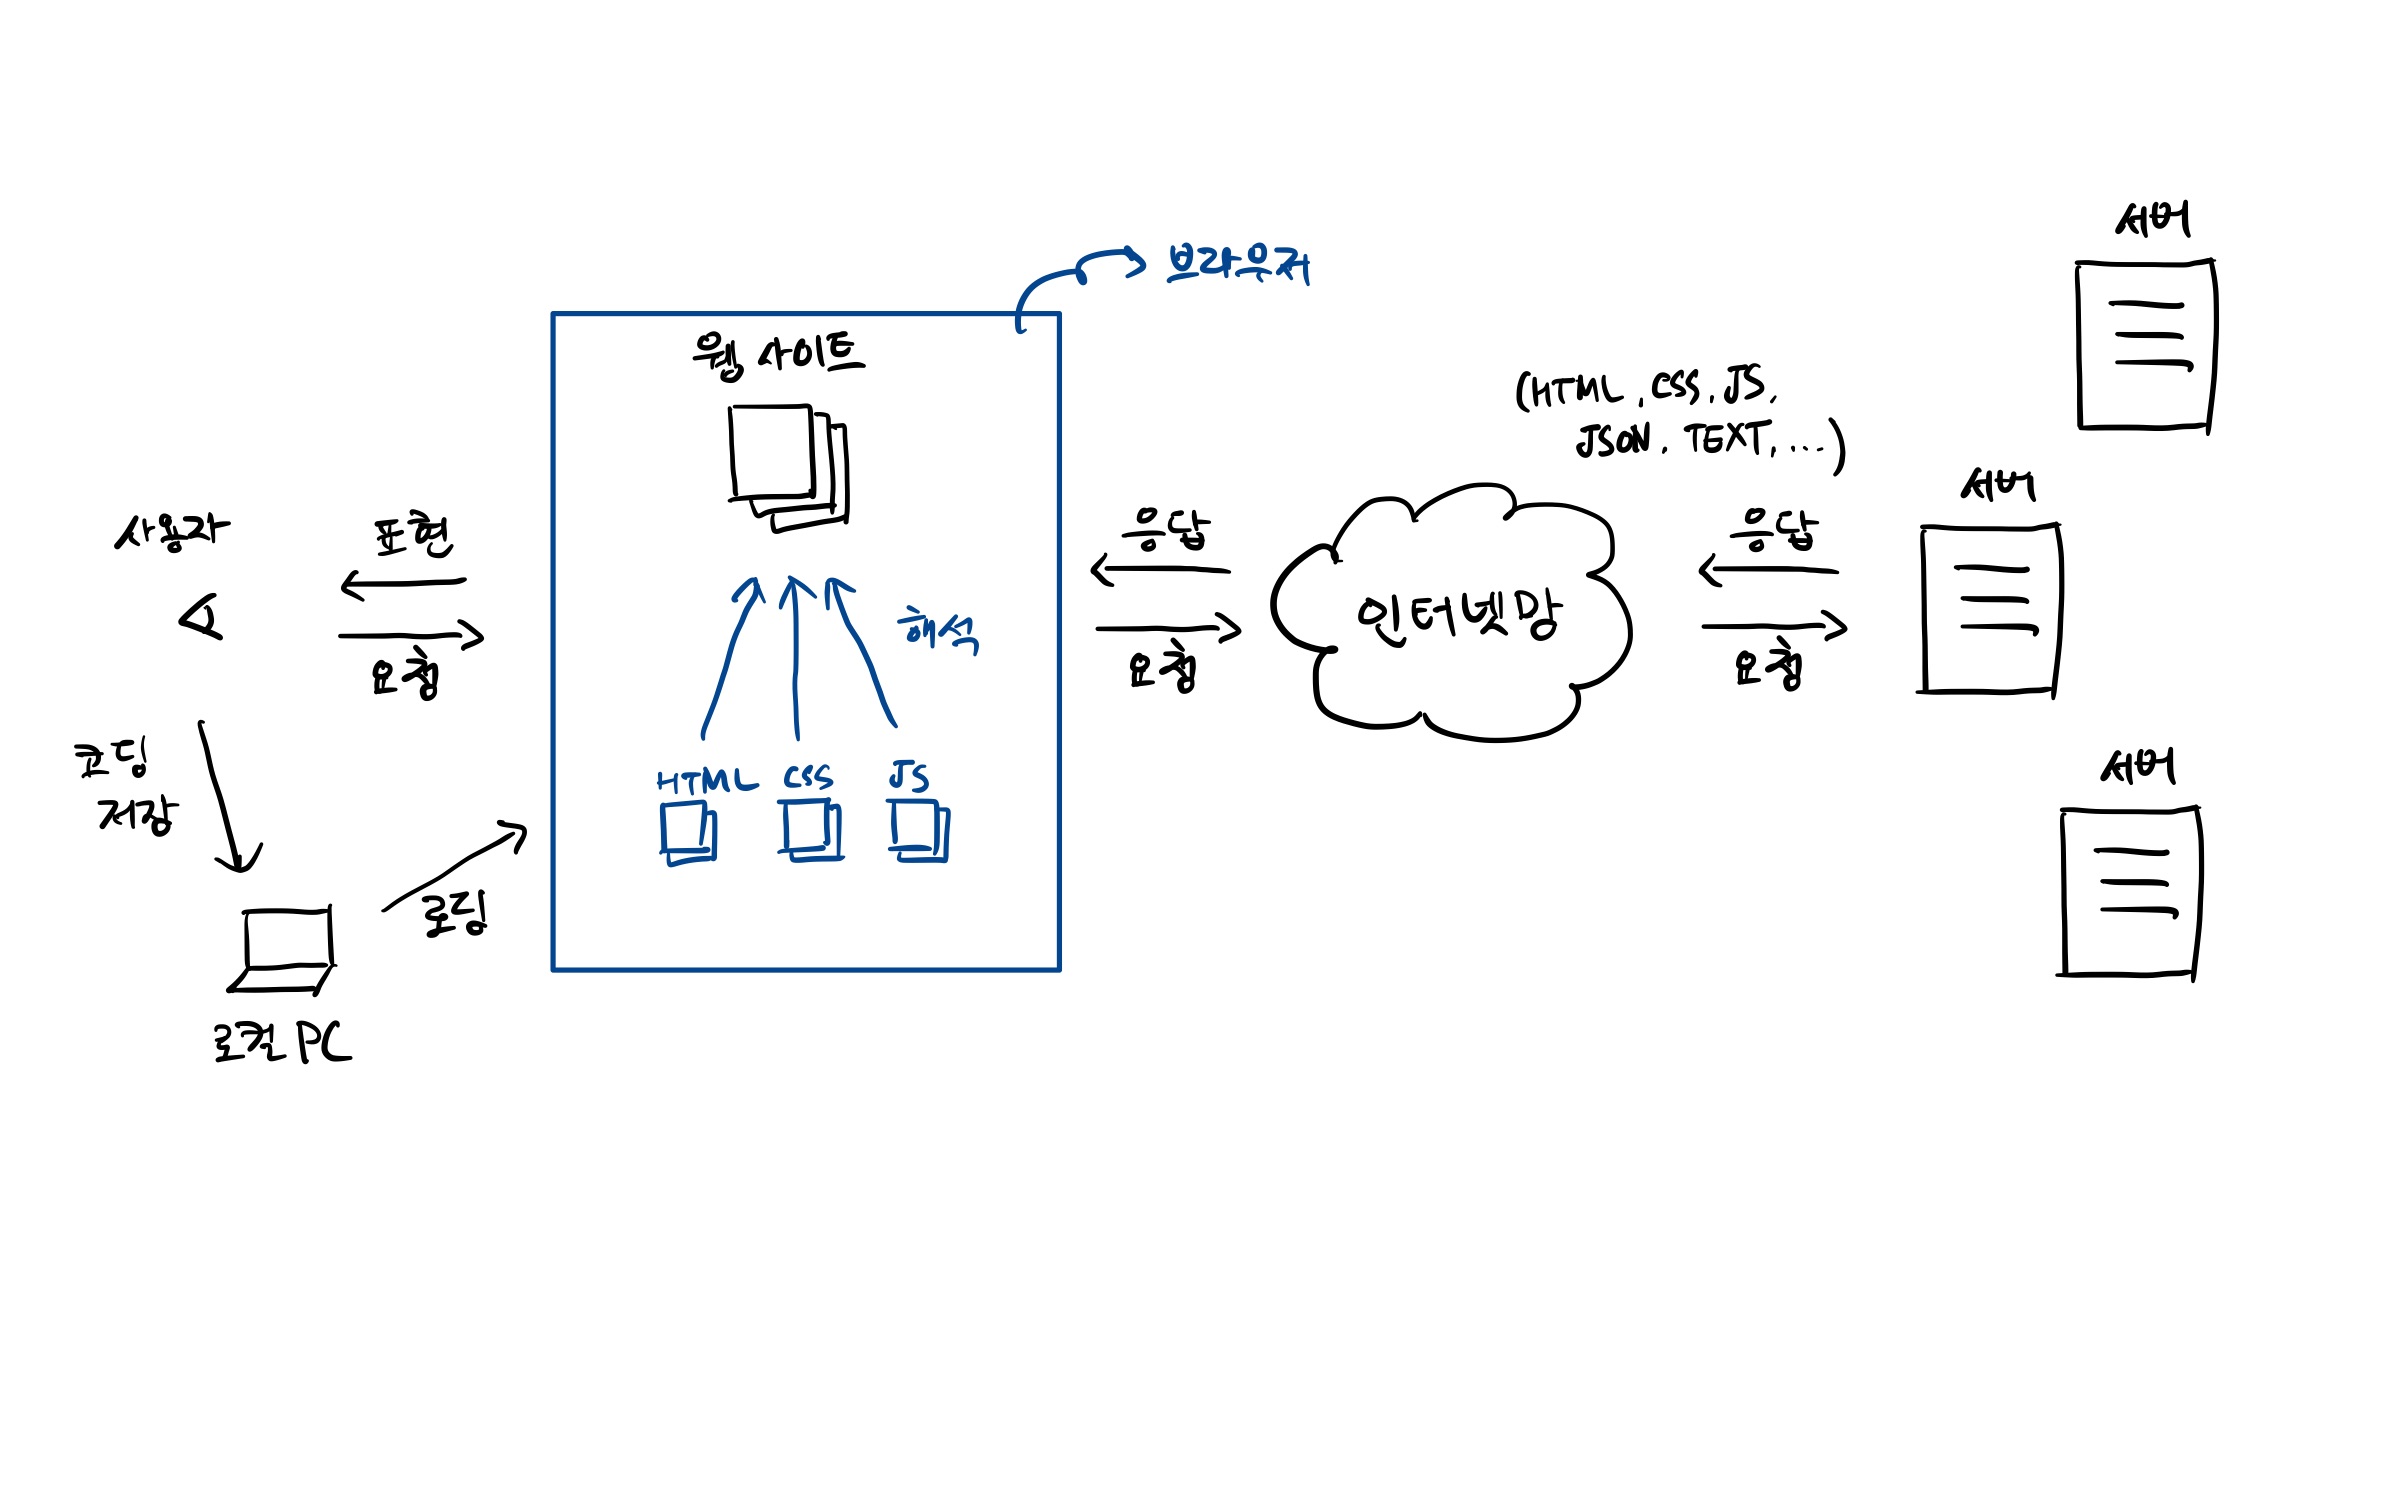 서버
브라우저
웹 사이트
(HTML, CSS, JS,
JSON, TEXT, ...)
서버
사용자
표현
요청
해석
응답
요청
인터넷 망
응답
요청
코딩
저장
HTML
CSS
JS
서버
로딩
로컬 PC